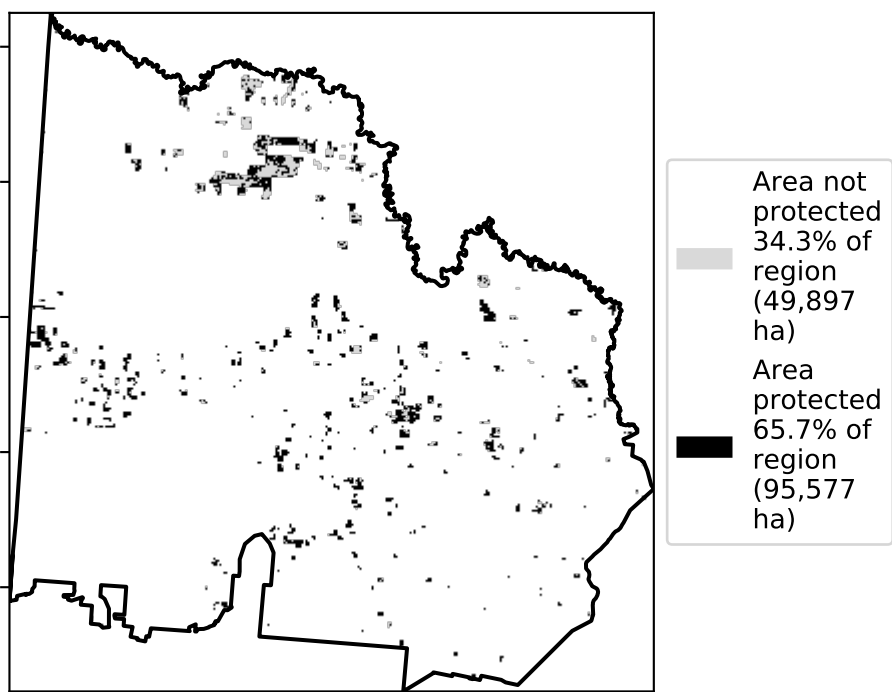 Area not
protected
34.3% of
region
(49,897
ha)
Area
protected
65.7% of
region
(95,577
ha)